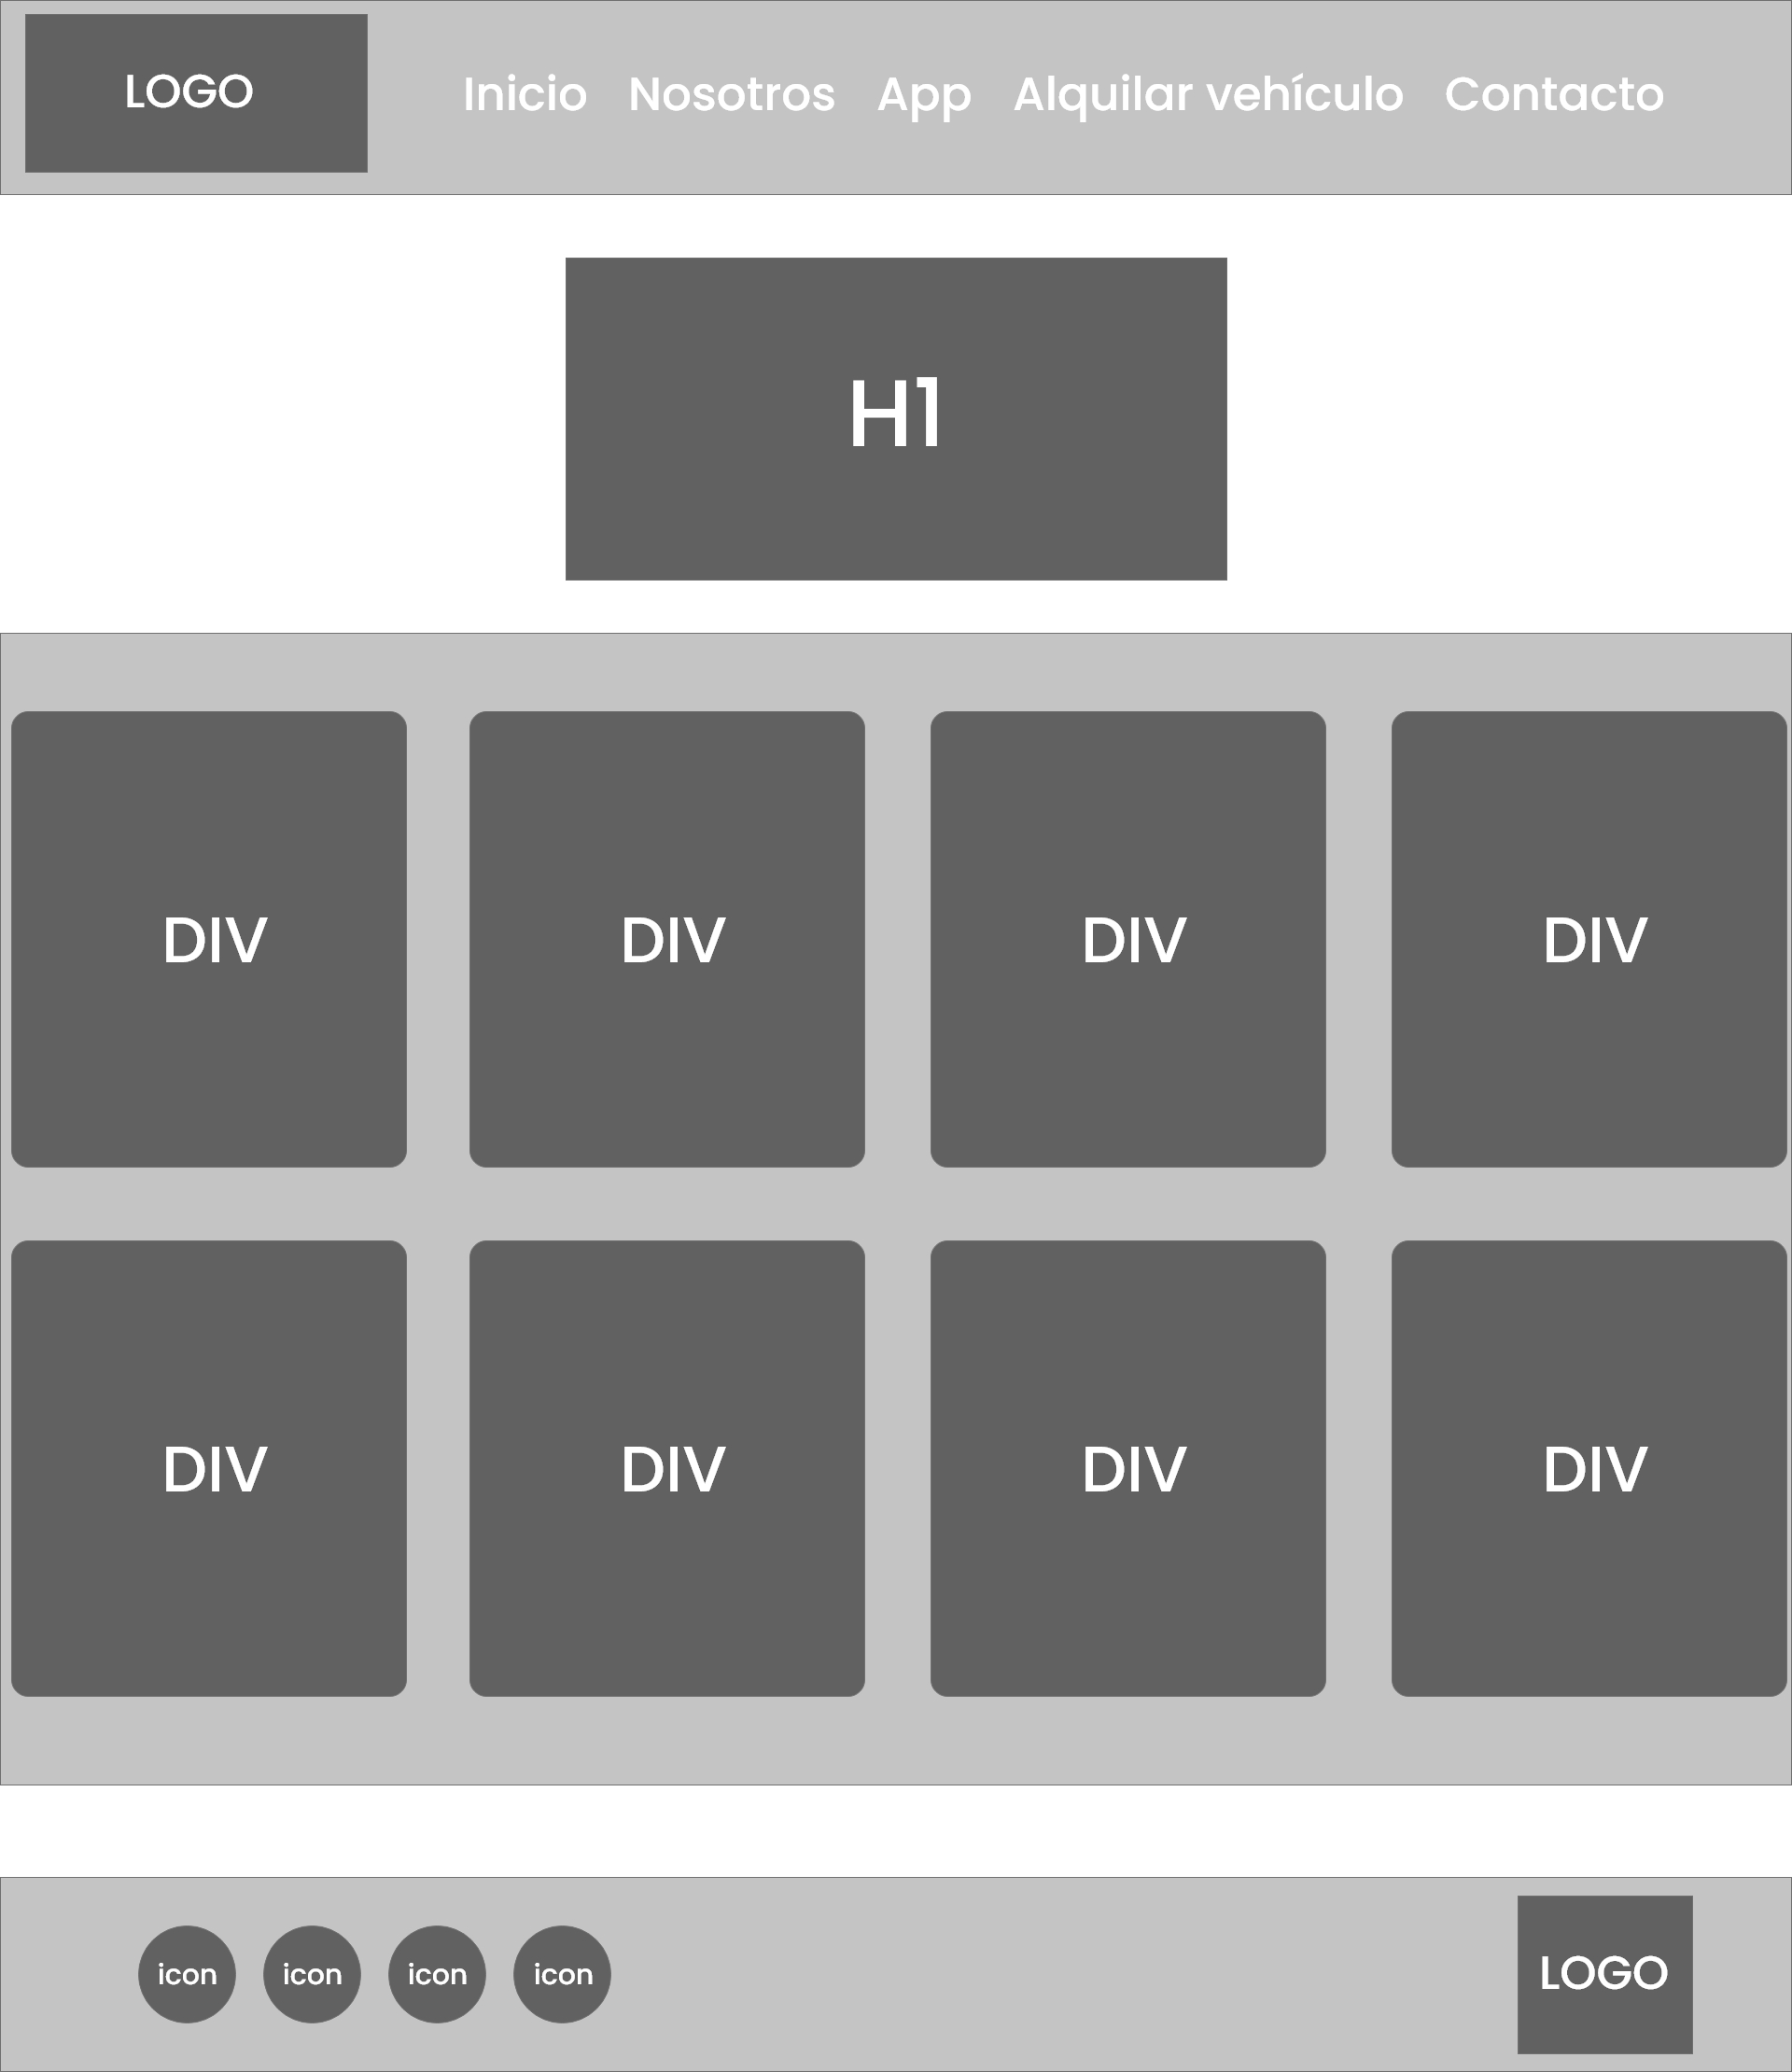 LOGO
Inicio Nosotros App Alquilar vehículo Contacto
H1
DIV DIV DIV DIV
DIV DIV DIV DIV
icon icon icon icon LOGO